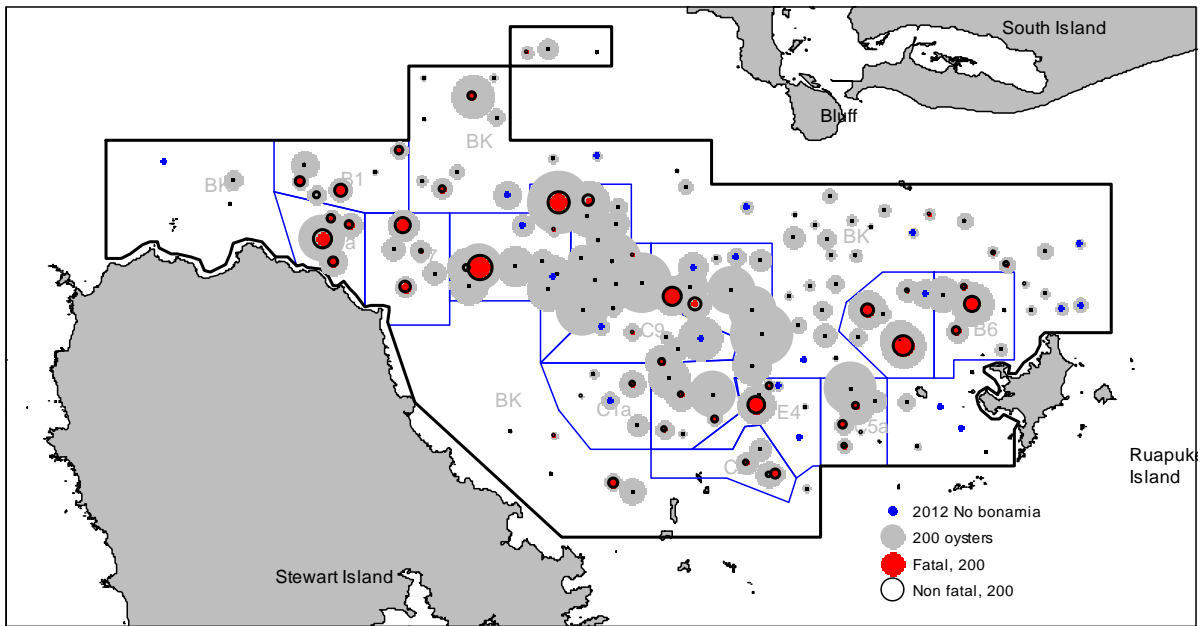 South Island
Bluff
BK
BK
B1
BK
C9
B6
BK
C1a
E4
C5a
Ruapuke
Island
2012 No bonamia
200 oysters
Fatal, 200
Non fatal, 200
Stewart Island